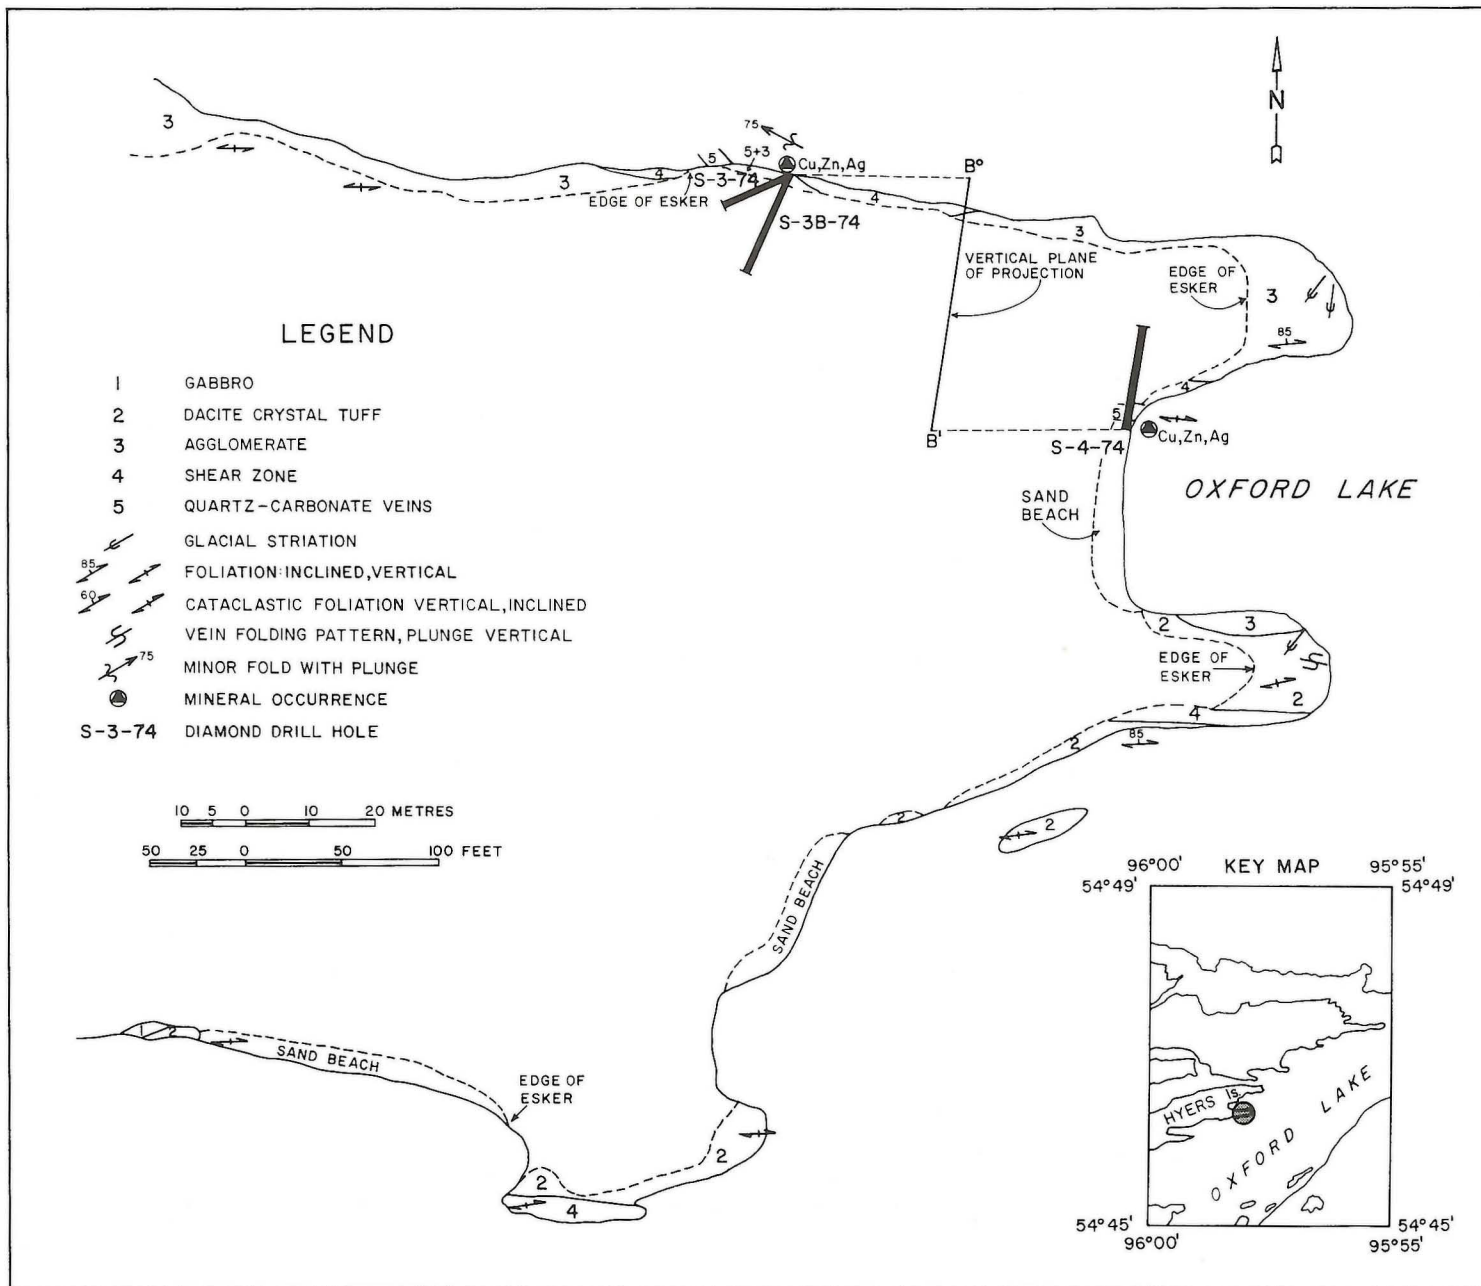 N
3
75
5
5+3
Cu,Zn,Ag
B°
3
4
S-3-74
EDGE OF ESKER
S-3B-74
4
3
VERTICAL PLANE
OF PROJECTION
EDGE OF
ESKER
3
85
4
5
B'
S-4-74
Cu,Zn,Ag
OXFORD LAKE
SAND
BEACH
LEGEND
1 GABBRO
2 DACITE CRYSTAL TUFF
3 AGGLOMERATE
4 SHEAR ZONE
5 QUARTZ-CARBONATE VEINS
GLACIAL STRIATION
85 FOLIATION: INCLINED, VERTICAL
60 CATACLASTIC FOLIATION VERTICAL, INCLINED
VEIN FOLDING PATTERN, PLUNGE VERTICAL
75 MINOR FOLD WITH PLUNGE
MINERAL OCCURRENCE
S-3-74 DIAMOND DRILL HOLE
10 5 0 10 20 METRES
50 25 0 50 100 FEET
2
3
EDGE OF
ESKER
2
4
2
85
2
2
SAND BEACH
1
2
SAND BEACH
EDGE OF
ESKER
2
2
4
96°00' KEY MAP 95°55'
54°49' 54°49'
HYERS Is.
OXFORD LAKE
54°45' 54°45'
96°00' 95°55'